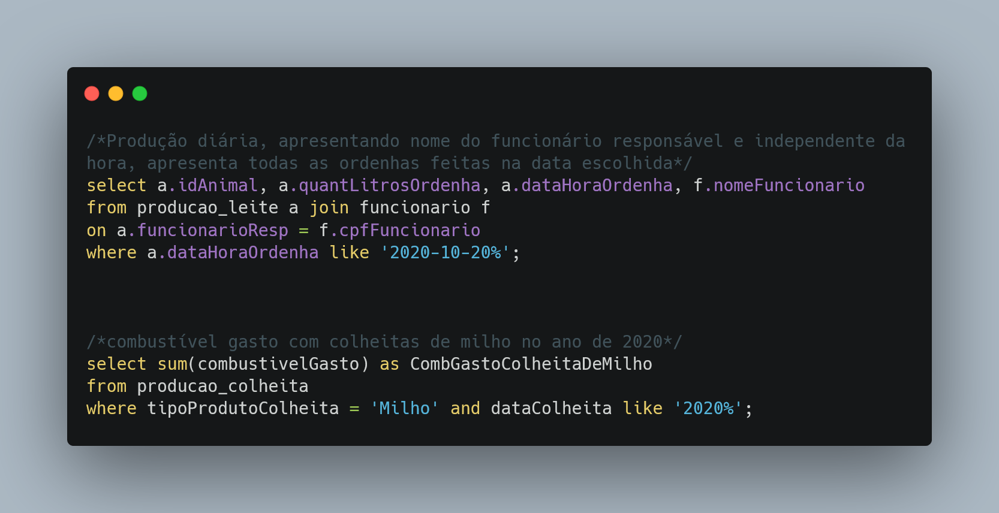 /*Produção diária, apresentando nome do funcionário responsável e independente da
hora, apresenta todas as ordenhas feitas na data escolhida*/
select a.idAnimal, a.quantLitrosOrdenha, a.dataHoraOrdenha, f.nomeFuncionario
from producao_leite a join funcionario f
on a.funcionarioResp = f.cpfFuncionario
where a.dataHoraOrdenha like '2020-10-20%';
/*combustível gasto com colheitas de milho no ano de 2020*/
select sum(combustivelGasto) as CombGastoColheitaDeMilho
from producao_colheita
where tipoProdutoColheita = 'Milho' and dataColheita like '2020%';